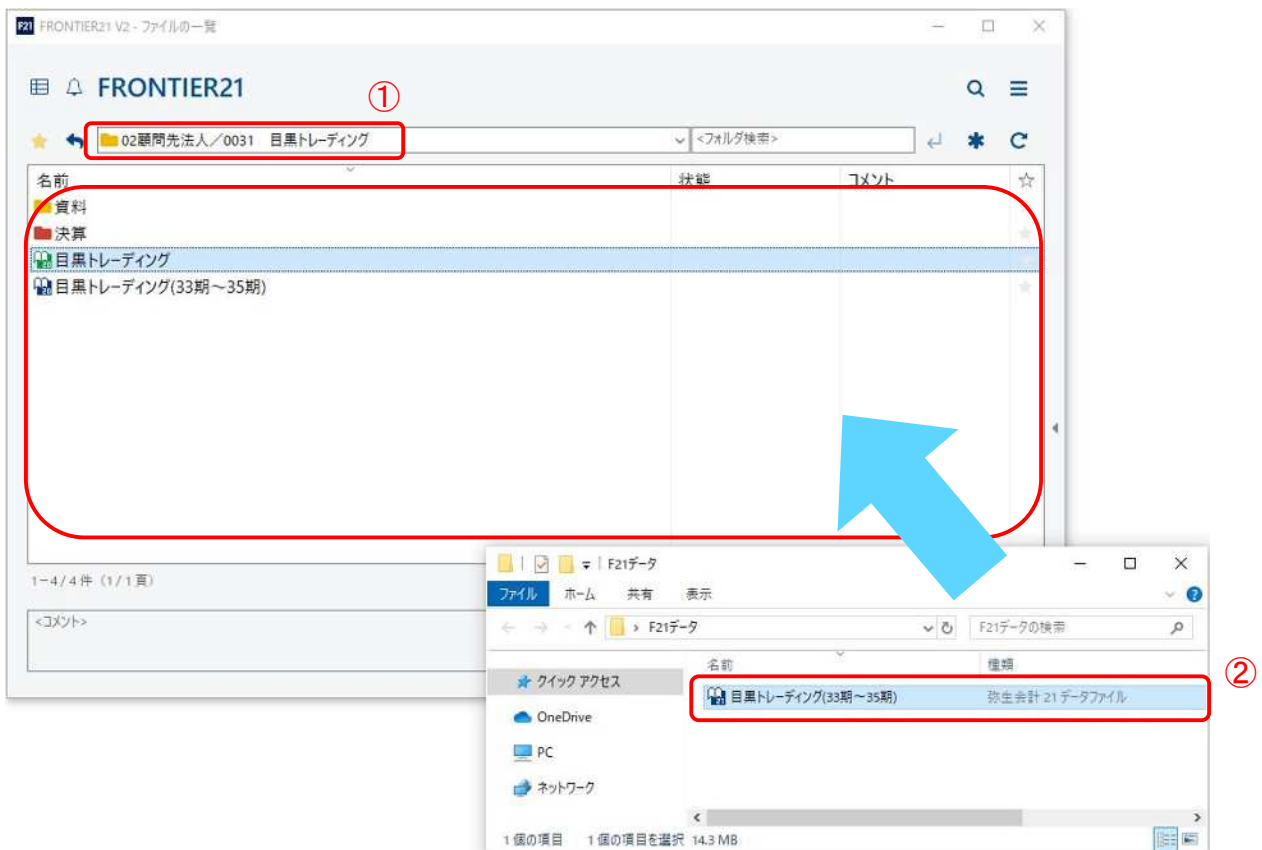 F21 FRONTIER21 V2 - ファイルの一覧
FRONTIER21
①
02顧問先法人／0031 目黒トレーディング
<フォルダ検索>
名前 状態 コメント
資料
決算
目黒トレーディング
目黒トレーディング(33期～35期)
1-4/4件 (1/1頁)
<コメント>
F21データ
ファイル ホーム 共有 表示
F21データ F21データの検索
名前 種類
クイック アクセス
②
目黒トレーディング(33期～35期) 弥生会計 21 データファイル
OneDrive
PC
ネットワーク
1 個の項目 1 個の項目を選択 14.3 MB